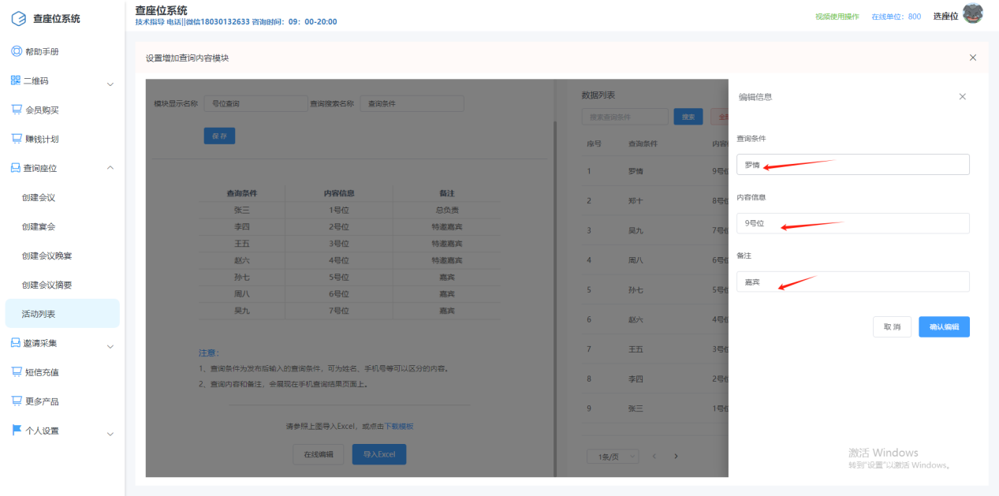 查座位系统
查座位系统
技术指导 电话||微信18030132633 咨询时间：09：00-20:00
视频使用操作 在线单位：800 选座位
帮助手册
二维码
会员购买
赚钱计划
查询座位
创建会议
创建宴会
创建会议晚宴
创建会议摘要
活动列表
邀请采集
短信充值
更多产品
个人设置
设置增加查询内容模块
模块显示名称 号位查询 查询搜索名称 查询条件
保 存
查询条件 内容信息 备注
张三 1号位 总负责
李四 2号位 特邀嘉宾
王五 3号位 特邀嘉宾
赵六 4号位 特邀嘉宾
孙七 5号位 嘉宾
周八 6号位 嘉宾
吴九 7号位 嘉宾
注意：
1、查询条件为发布后输入的查询条件，可为姓名、手机号等可以区分的内容。
2、查询内容和备注，会展现在手机查询结果页面上。
请参照上图导入Excel，或点击下载模板
在线编辑 导入Excel
数据列表
搜索查询条件 搜索
序号 查询条件 内容
1 罗情 9号
2 郑十 8号
3 吴九 7号
4 周八 6号
5 孙七 5号
6 赵六 4号
7 王五 3号
8 李四 2号
9 张三 1号
1条/页
编辑信息
查询条件
罗情
内容信息
9号位
备注
嘉宾
取 消 确认编辑
激活 Windows
转到"设置"以激活 Windows。